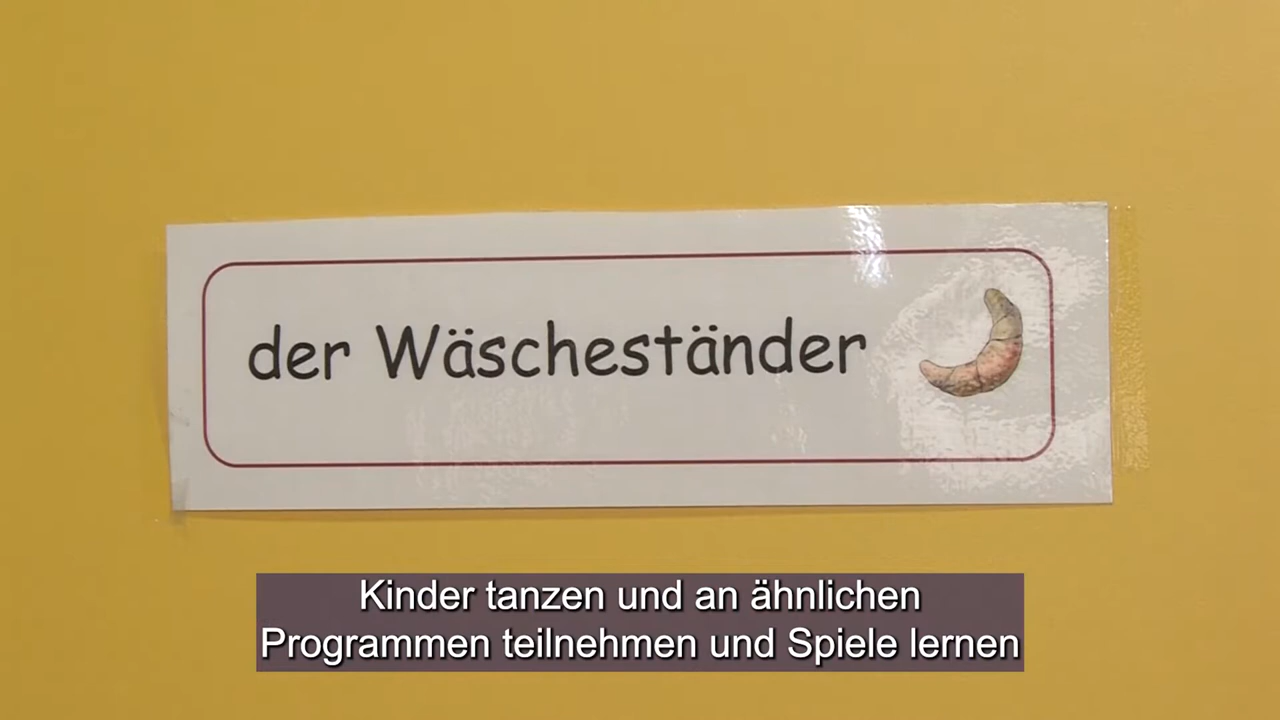 der Wäscheständer
Kinder tanzen und an ähnlichen
Programmen teilnehmen und Spiele lernen